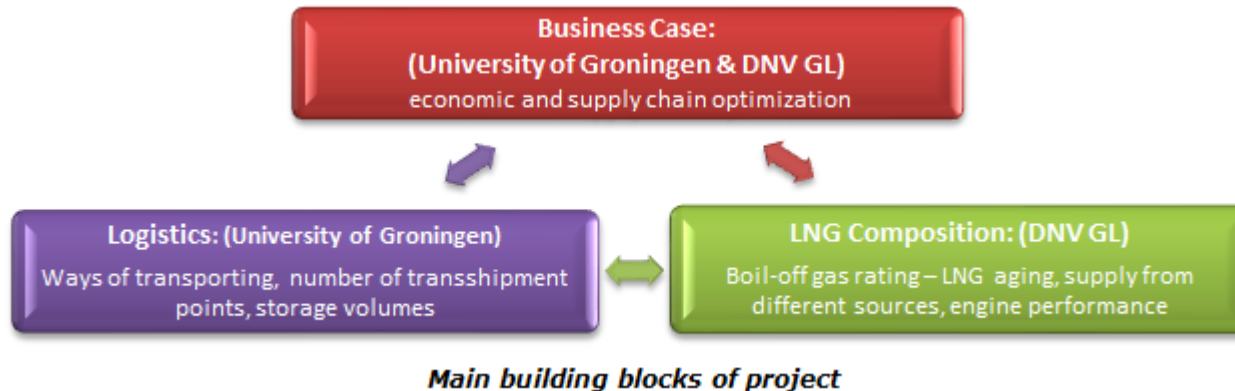 Business Case:
(University of Groningen & DNV GL)
economic and supply chain optimization
Logistics: (University of Groningen)
Ways of transporting, number of transshipment
points, storage volumes
LNG Composition: (DNV GL)
Boil-off gas rating – LNG aging, supply from
different sources, engine performance
Main building blocks of project